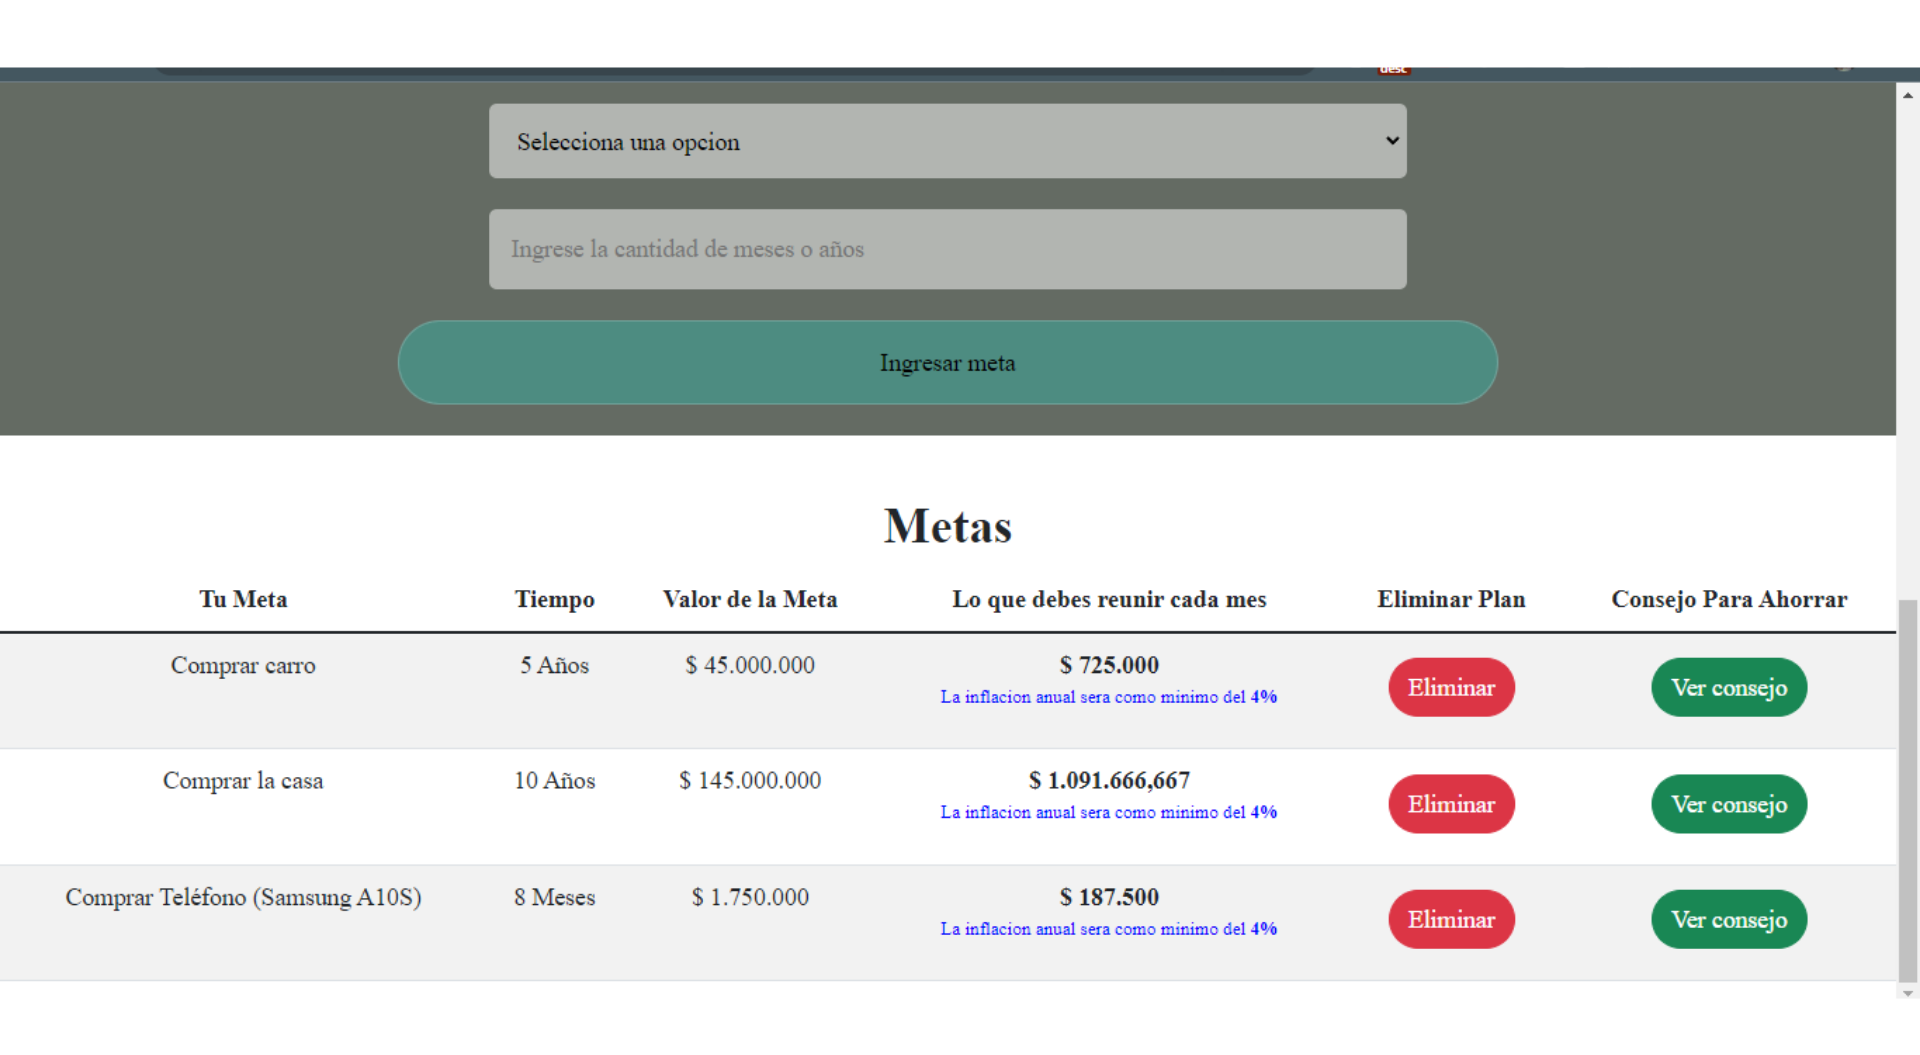 desc
Selecciona una opcion
Ingrese la cantidad de meses o años
Ingresar meta
Metas
Tu Meta Tiempo Valor de la Meta Lo que debes reunir cada mes Eliminar Plan Consejo Para Ahorrar
Comprar carro 5 Años $ 45.000.000 $ 725.000 Eliminar Ver consejo
La inflacion anual sera como minimo del 4%
Comprar la casa 10 Años $ 145.000.000 $ 1.091.666,667 Eliminar Ver consejo
La inflacion anual sera como minimo del 4%
Comprar Teléfono (Samsung A10S) 8 Meses $ 1.750.000 $ 187.500 Eliminar Ver consejo
La inflacion anual sera como minimo del 4%